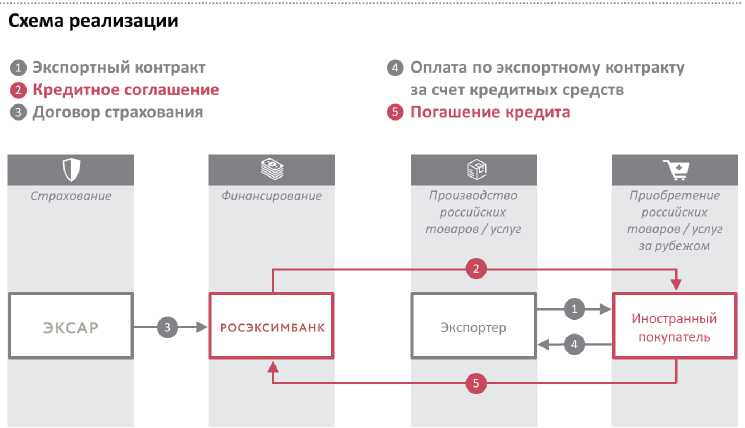 Схема реализации
1 Экспортный контракт
2 Кредитное соглашение
3 Договор страхования
4 Оплата по экспортному контракту
за счет кредитных средств
5 Погашение кредита
Страхование
Финансирование
Производство
российских
товаров / услуг
Приобретение
российских
товаров / услуг
за рубежом
2
ЭКСАР
3
РОСЭКСИМБАНК
Экспортер
1
4
Иностранный
покупатель
5